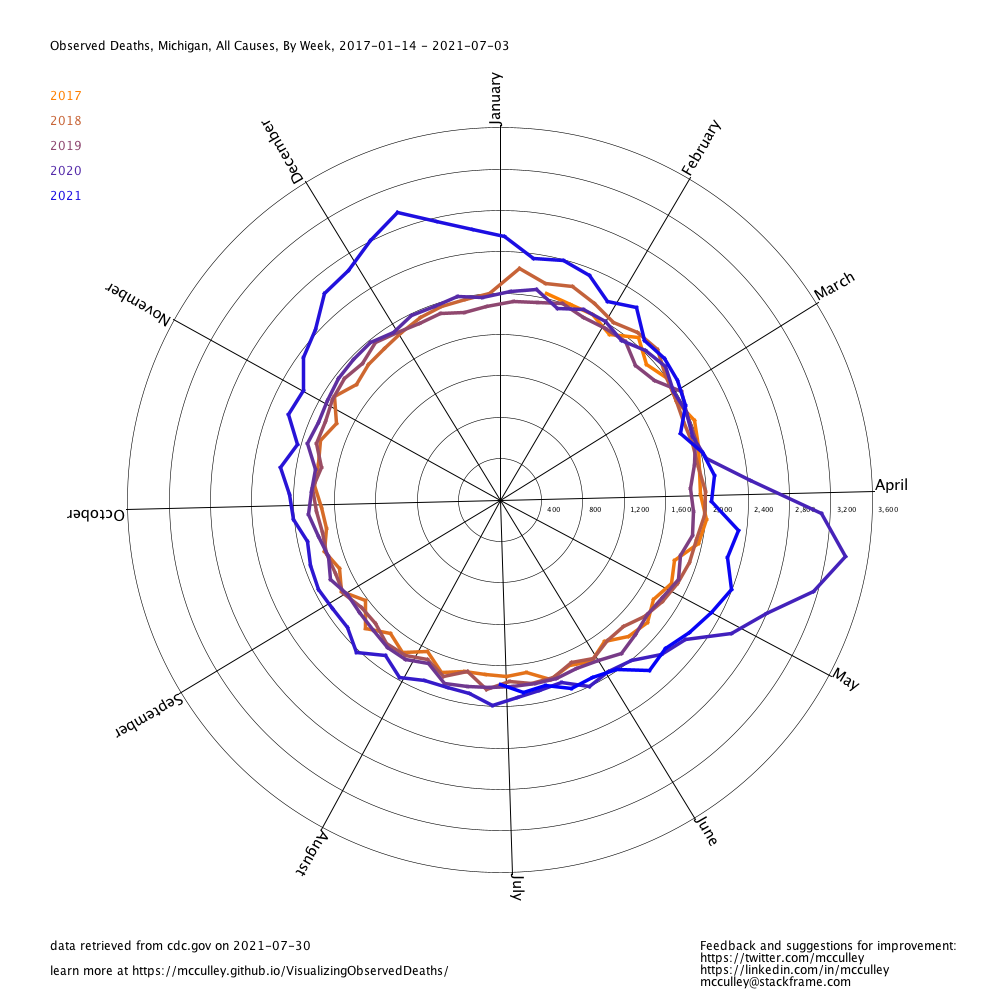 Observed Deaths, Michigan, All Causes, By Week, 2017-01-14 - 2021-07-03
2017
2018
2019
2020
2021
January
February
March
April
May
June
July
August
September
October
November
December
400
800
1,200
1,600
2,000
2,400
2,800
3,200
3,600
data retrieved from cdc.gov on 2021-07-30
learn more at https://mcculley.github.io/VisualizingObservedDeaths/
Feedback and suggestions for improvement:
https://twitter.com/mcculley
https://linkedin.com/in/mcculley
mcculley@stackframe.com